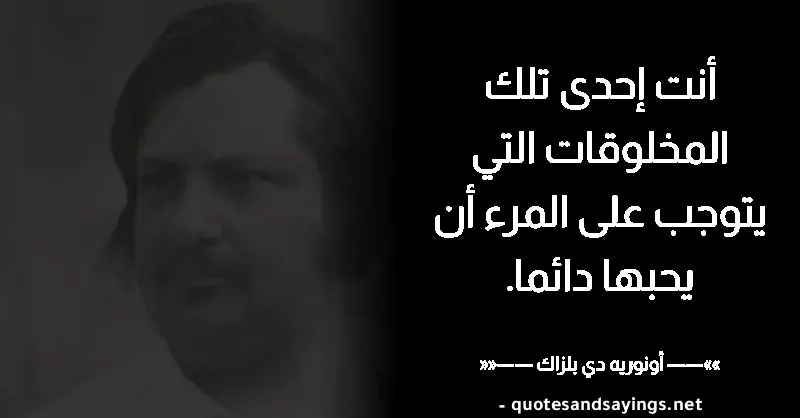 أنت إحدى تلك
المخلوقات التي
يتوجب على المرء أن
يحبها دائما.
»»—— أونوريه دي بلزاك ——««
- quotesandsayings.net